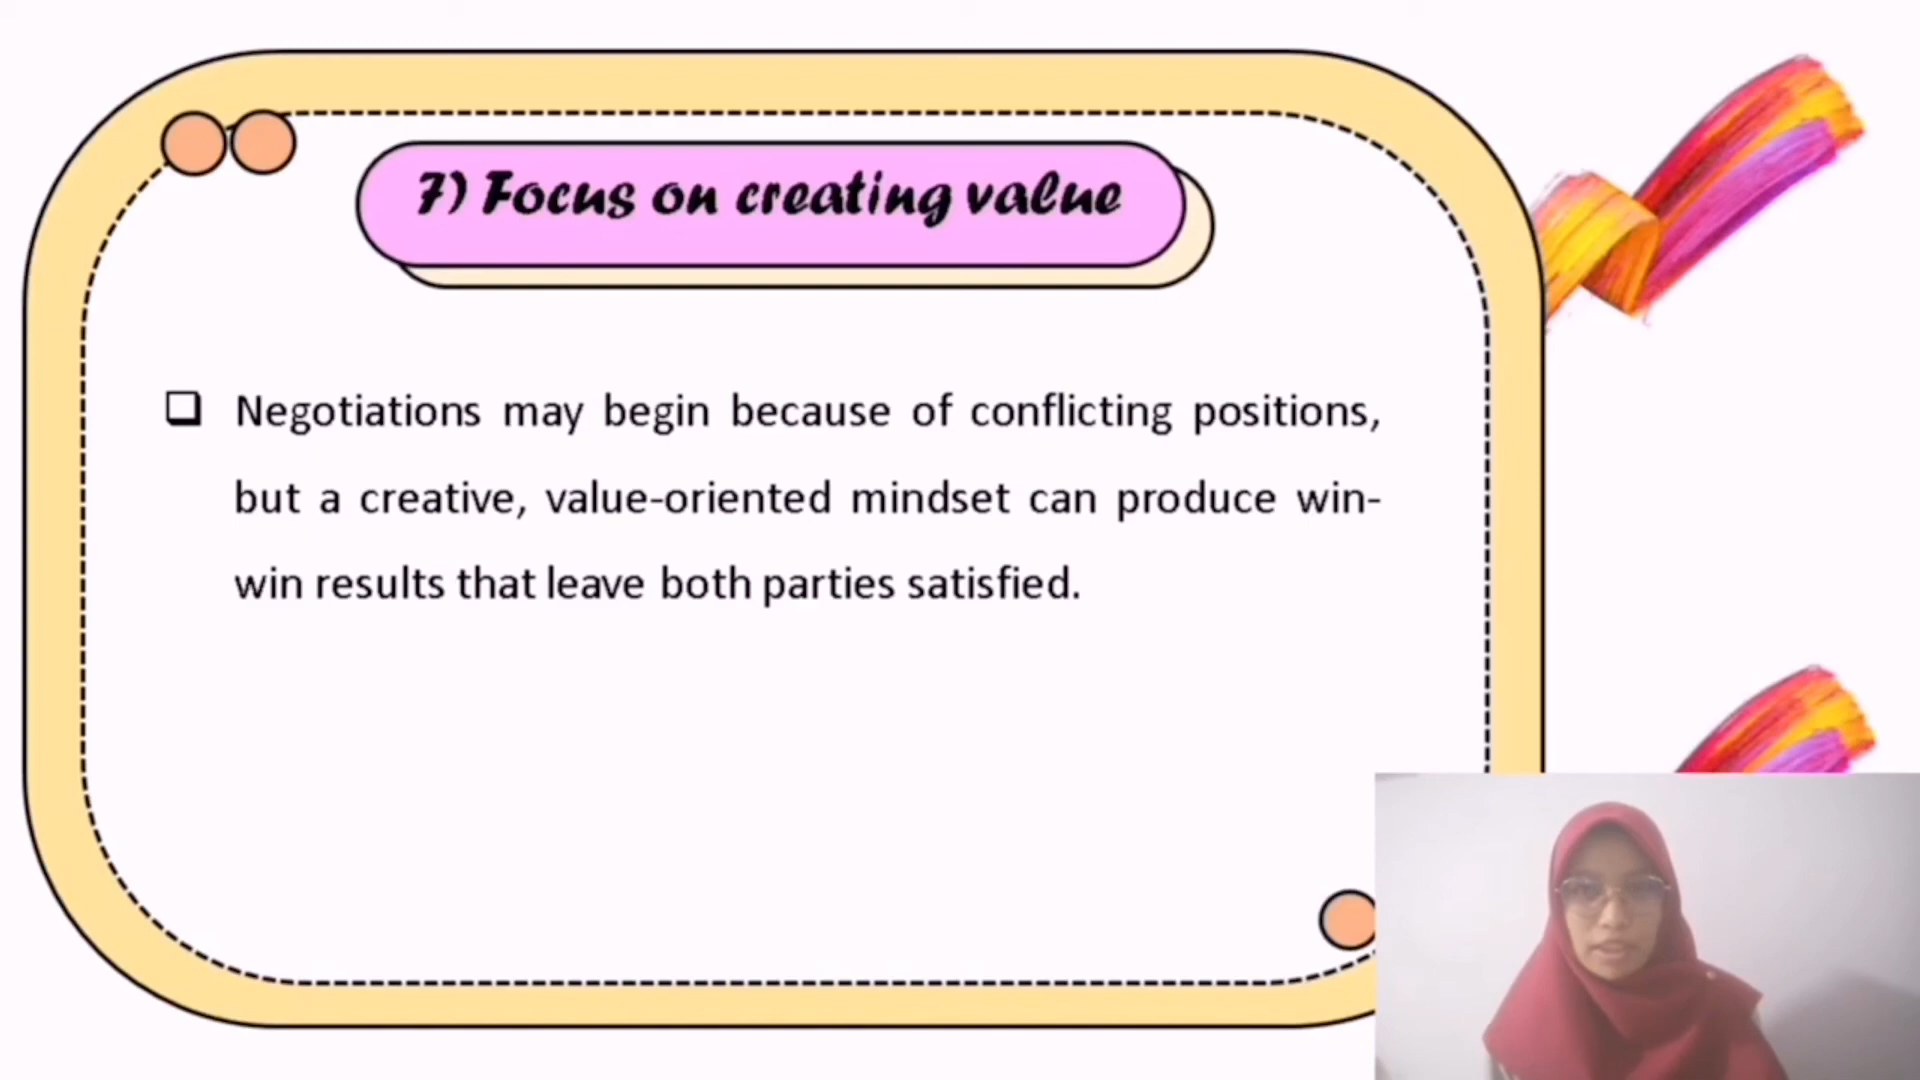 7) Focus on creating value
❑ Negotiations may begin because of conflicting positions,
but a creative, value-oriented mindset can produce win-
win results that leave both parties satisfied.